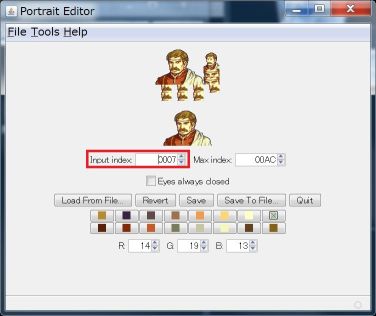 Portrait Editor
File Tools Help
Input index: 0007 Max index: 00AC
Eyes always closed
Load From File... Revert Save Save To File... Quit
R: 14 G: 19 B: 13